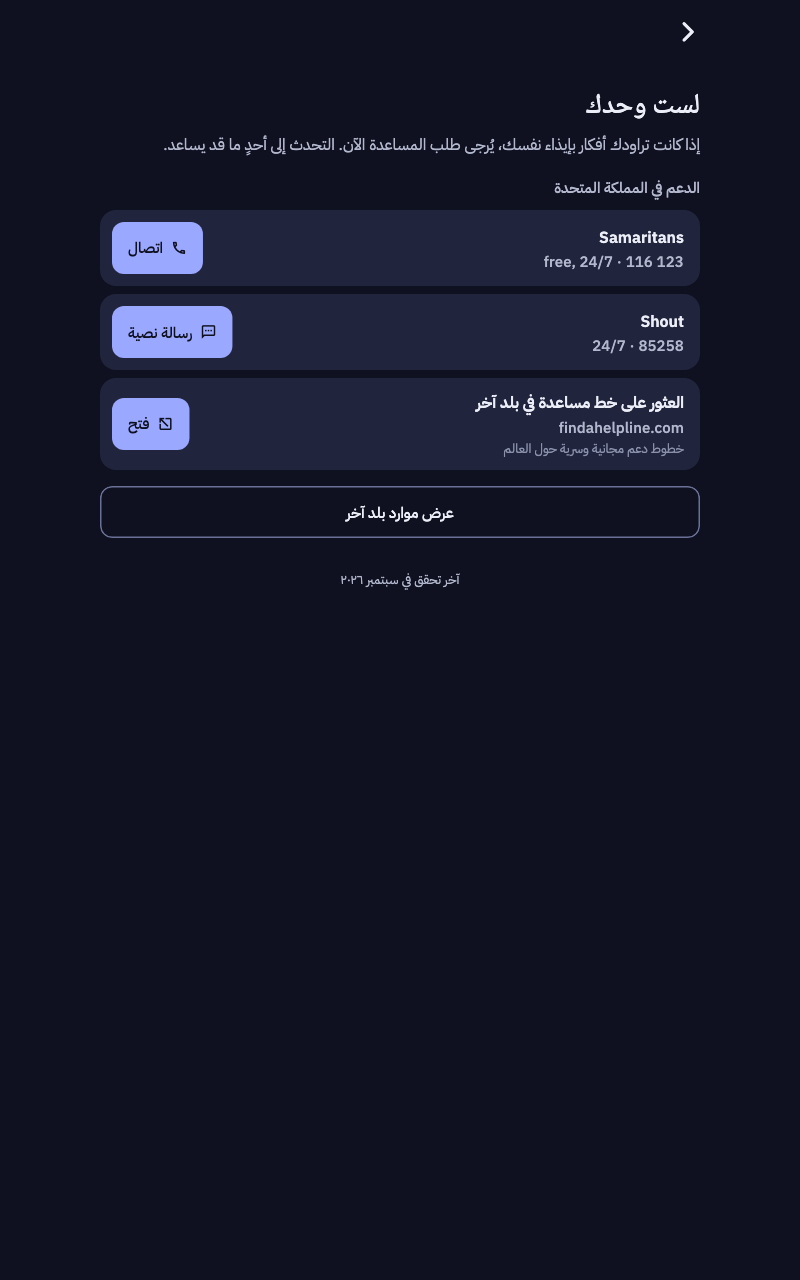 لست وحدك
إذا كانت تراودك أفكار بإيذاء نفسك، يُرجى طلب المساعدة الآن. التحدث إلى أحدٍ ما قد يساعد.
الدعم في المملكة المتحدة
Samaritans
free, 24/7 · 116 123
اتصال
Shout
24/7 · 85258
رسالة نصية
العثور على خط مساعدة في بلد آخر
findahelpline.com
خطوط دعم مجانية وسرية حول العالم
فتح
عرض موارد بلد آخر
آخر تحقق في سبتمبر ٢٠٢٦